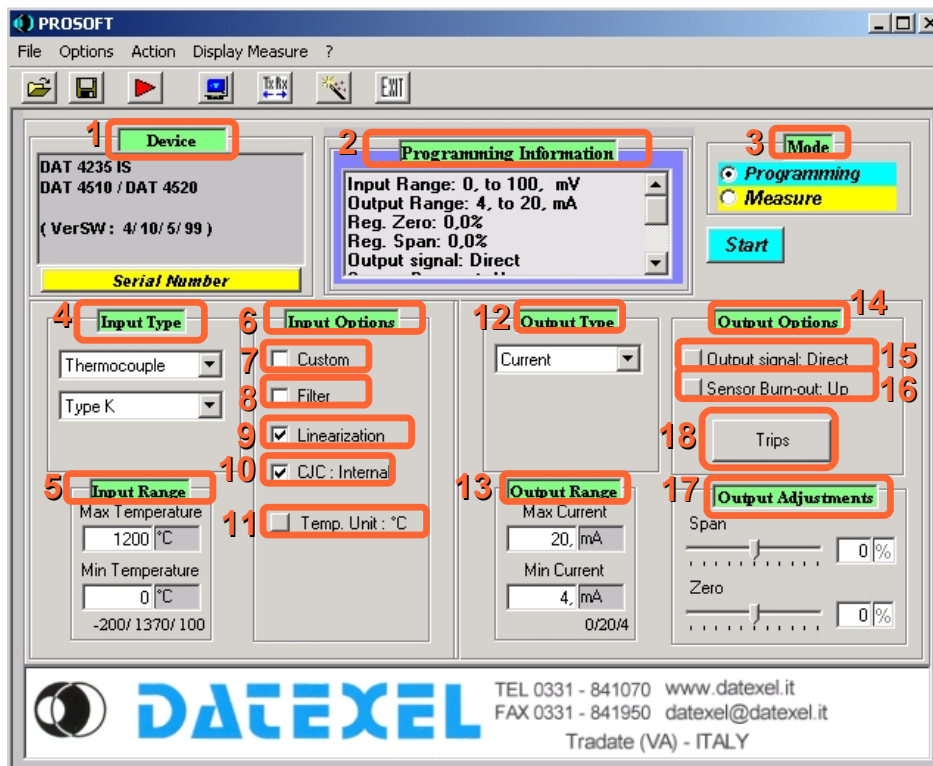 PROSOFT
File Options Action Display Measure ?
Tx Rx
EXIT
1 Device
DAT 4235 IS
DAT 4510 / DAT 4520
( VerSW : 4/ 10/ 5/ 99 )
Serial Number
2 Programming Information
Input Range: 0, to 100, mV
Output Range: 4, to 20, mA
Reg. Zero: 0,0%
Reg. Span: 0,0%
Output signal: Direct
3 Mode
Programming
Measure
Start
4 Input Type
Thermocouple
Type K
5 Input Range
Max Temperature
1200 °C
Min Temperature
0 °C
-200/ 1370/ 100
6 Input Options
7 Custom
8 Filter
9 Linearization
10 CJC : Internal
11 Temp. Unit : °C
12 Output Type
Current
13 Output Range
Max Current
20, mA
Min Current
4, mA
0/20/4
14 Output Options
15 Output signal: Direct
16 Sensor Burn-out: Up
18 Trips
17 Output Adjustments
Span
0 %
Zero
0 %
DATEXEL
TEL 0331 - 841070 www.datexel.it
FAX 0331 - 841950 datexel@datexel.it
Tradate (VA) - ITALY